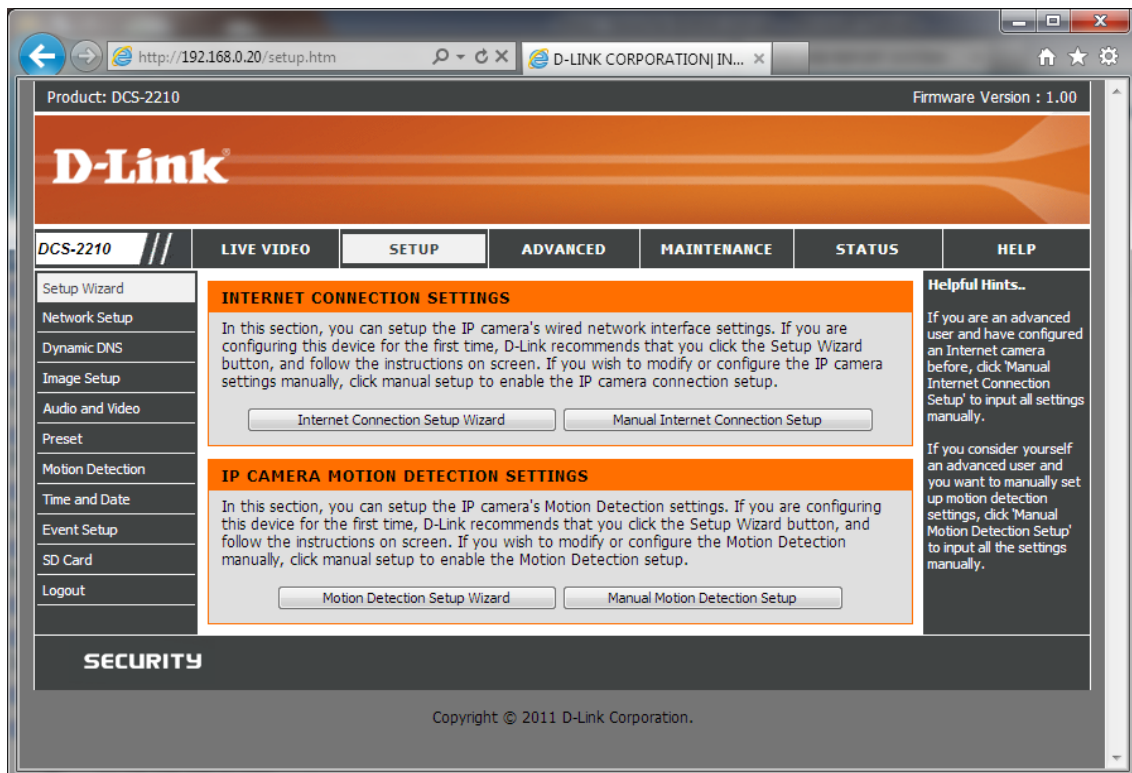 http://192.168.0.20/setup.htm
D-LINK CORPORATION| IN...
Product: DCS-2210
Firmware Version : 1.00
D-Link®
DCS-2210
LIVE VIDEO
SETUP
ADVANCED
MAINTENANCE
STATUS
HELP
Setup Wizard
Network Setup
Dynamic DNS
Image Setup
Audio and Video
Preset
Motion Detection
Time and Date
Event Setup
SD Card
Logout
INTERNET CONNECTION SETTINGS
In this section, you can setup the IP camera's wired network interface settings. If you are
configuring this device for the first time, D-Link recommends that you click the Setup Wizard
button, and follow the instructions on screen. If you wish to modify or configure the IP camera
settings manually, click manual setup to enable the IP camera connection setup.
Internet Connection Setup Wizard
Manual Internet Connection Setup
IP CAMERA MOTION DETECTION SETTINGS
In this section, you can setup the IP camera's Motion Detection settings. If you are configuring
this device for the first time, D-Link recommends that you click the Setup Wizard button, and
follow the instructions on screen. If you wish to modify or configure the Motion Detection
manually, click manual setup to enable the Motion Detection setup.
Motion Detection Setup Wizard
Manual Motion Detection Setup
Helpful Hints..
If you are an advanced
user and have configured
an Internet camera
before, click 'Manual
Internet Connection
Setup' to input all settings
manually.
If you consider yourself
an advanced user and
you want to manually set
up motion detection
settings, click 'Manual
Motion Detection Setup'
to input all the settings
manually.
SECURITY
Copyright © 2011 D-Link Corporation.